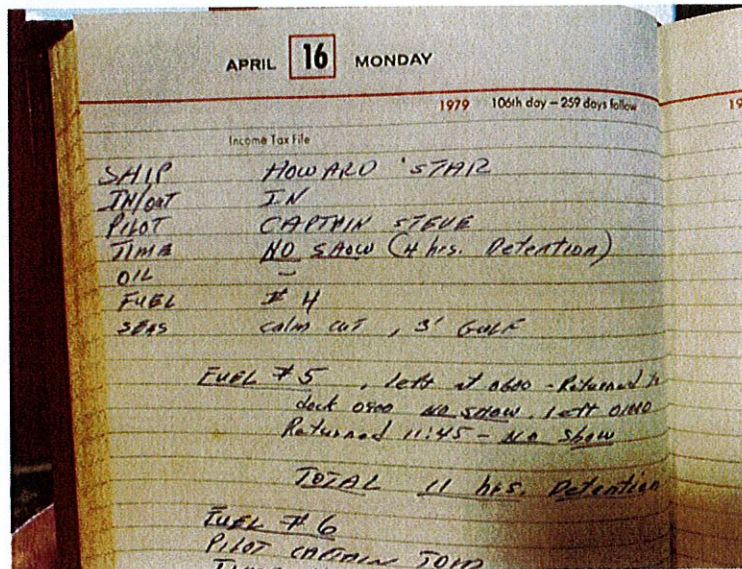 APRIL 16 MONDAY
1979 106th day – 259 days follow 19
Income Tax File
SHIP HOWARD STAR
IN/out IN
PILOT CAPTAIN STEVE
TIME NO SHOW (4 hrs. Detention)
OIL –
FUEL # 4
SEAS calm cut, 3' GULF
FUEL # 5, left at 0600 - Returned to
dock 0900 NO SHOW. left
Returned 11:45 - No Show
TOTAL 11 hrs. Detention
FUEL # 6
PILOT CAPTAIN TOM